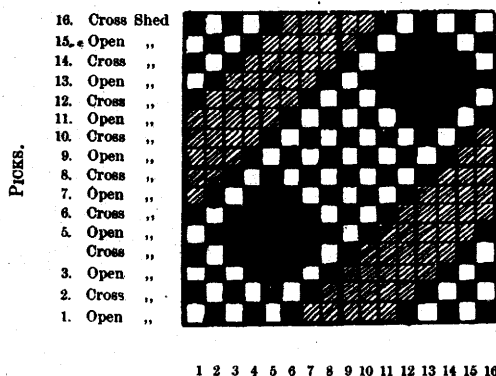 16. Cross Shed
15. Open „
14. Cross „
13. Open „
12. Cross „
11. Open „
10. Cross „
9. Open „
8. Cross „
7. Open „
6. Cross „
5. Open „
Cross „
3. Open „
2. Cross „
1. Open „
PICKS.
1 2 3 4 5 6 7 8 9 10 11 12 13 14 15 16